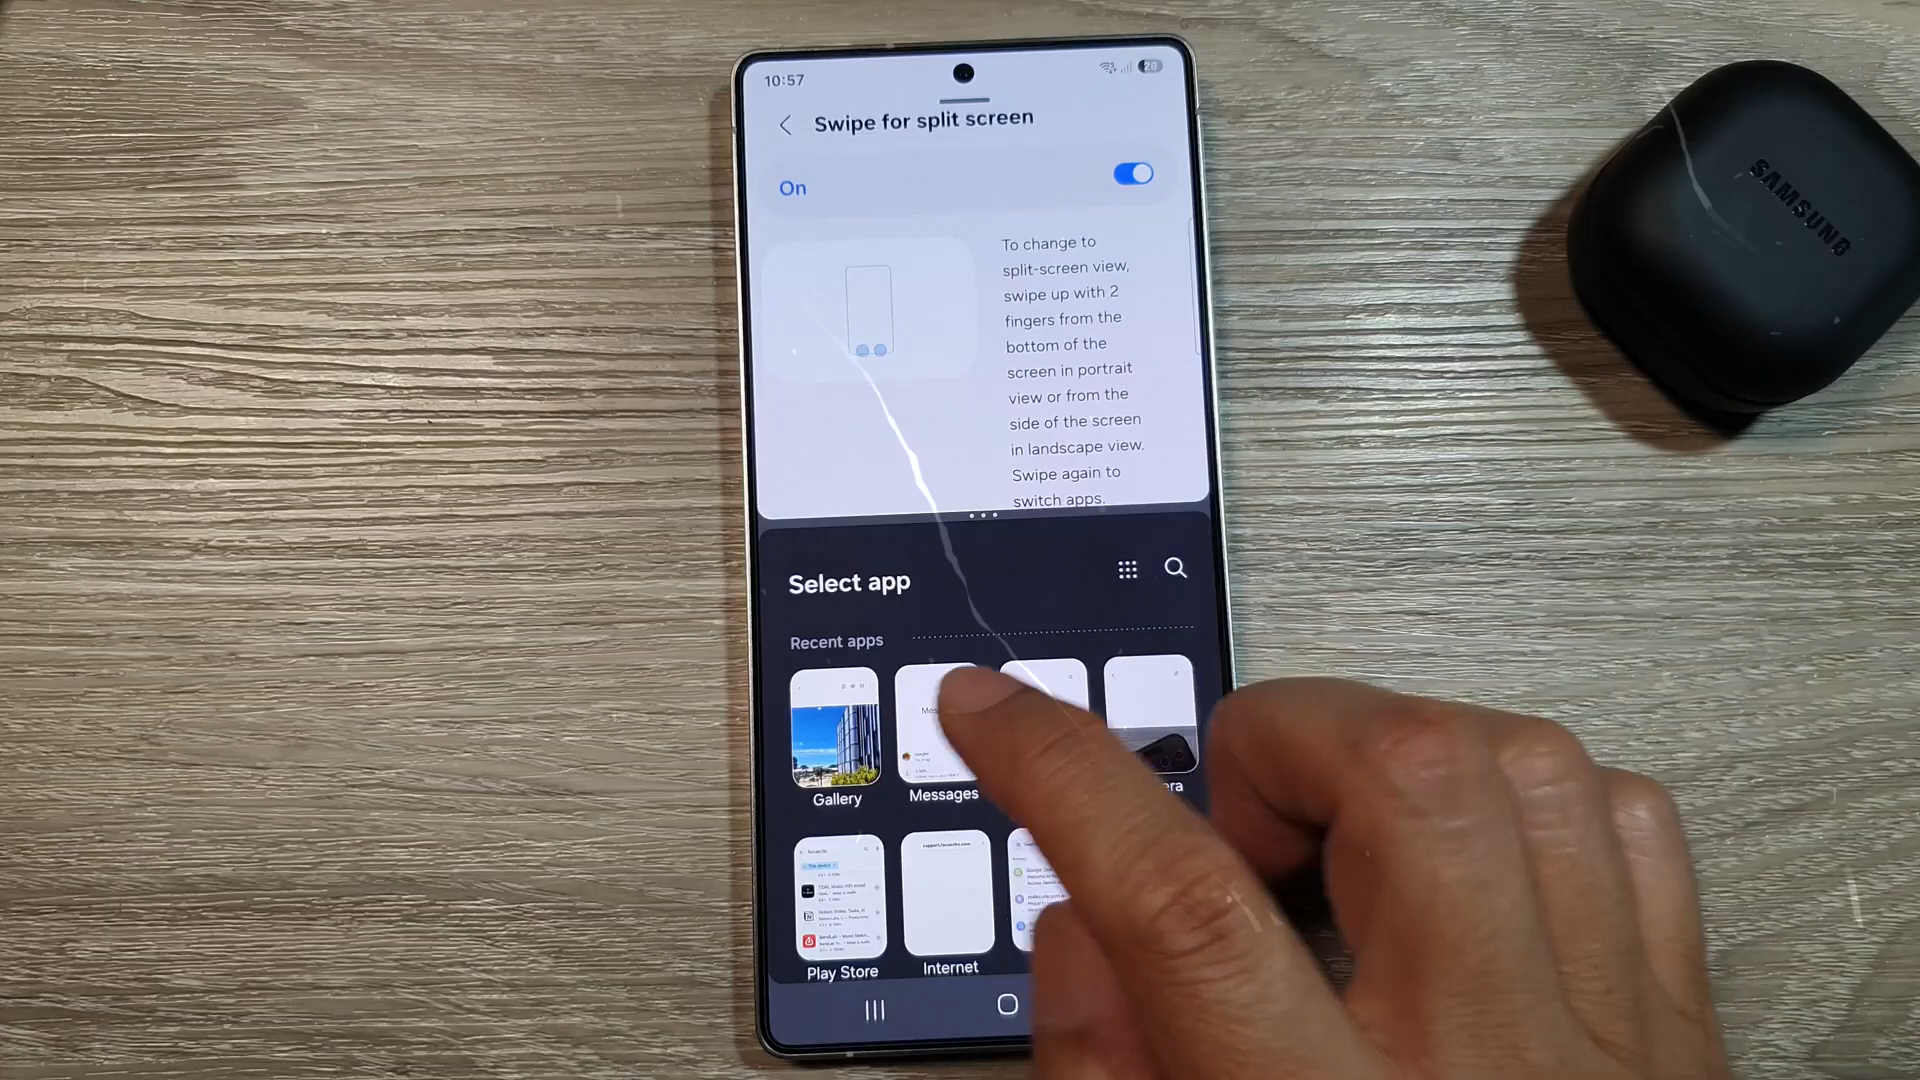 10:57
28
Swipe for split screen
On
To change to
split-screen view,
swipe up with 2
fingers from the
bottom of the
screen in portrait
view or from the
side of the screen
in landscape view.
Swipe again to
switch apps.
SAMSUNG
Select app
Recent apps
Gallery
Messages
era
Play Store
Internet